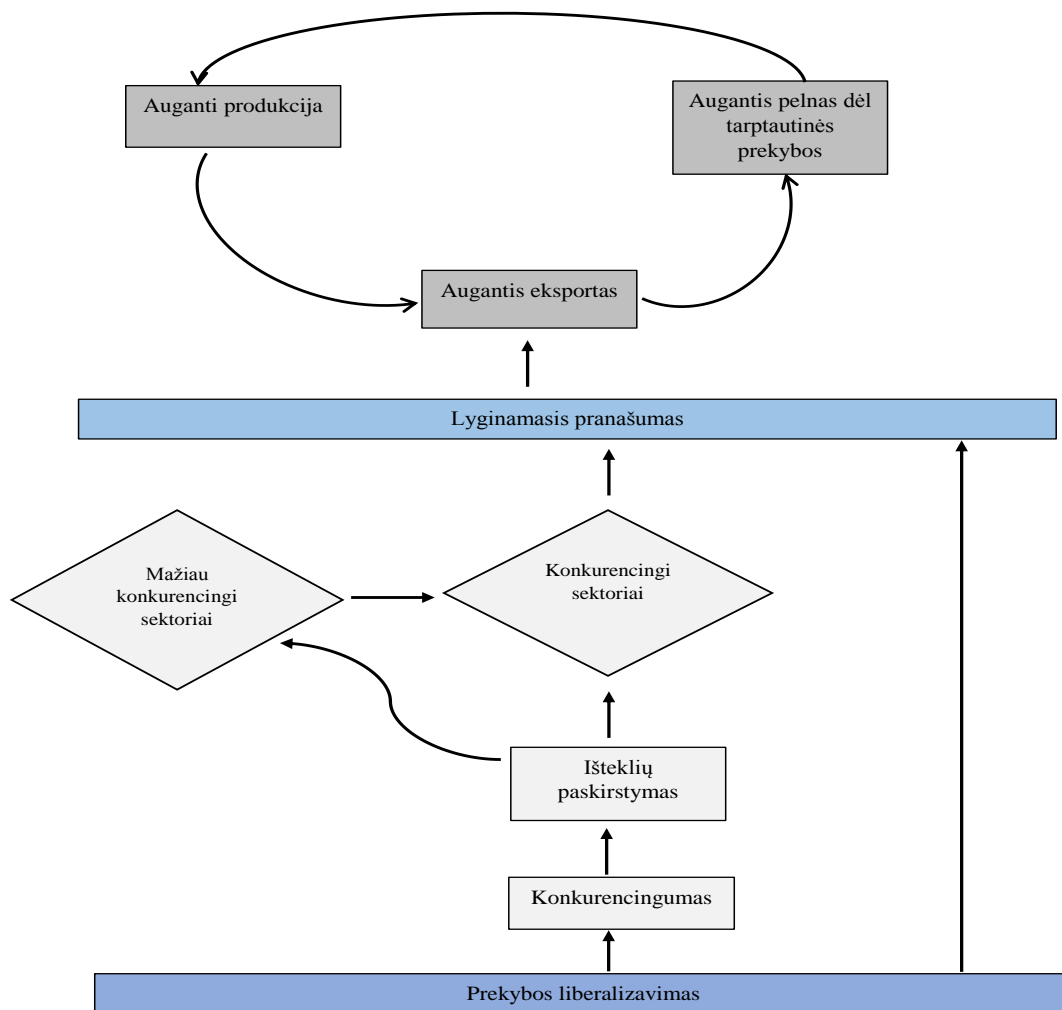 Auganti produkcija
Augantis pelnas dėl
tarptautinės
prekybos
Augantis eksportas
Lyginamasis pranašumas
Mažiau
konkurencingi
sektoriai
Konkurencingi
sektoriai
Išteklių
paskirstymas
Konkurencingumas
Prekybos liberalizavimas